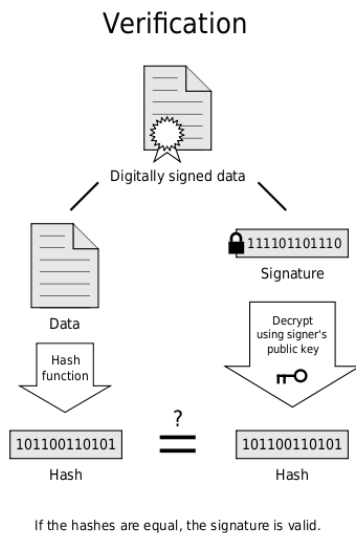 Verification
Digitally signed data
111101101110
Signature
Data
Decrypt
using signer's
public key
Hash
function
?
101100110101
=
101100110101
Hash
Hash
If the hashes are equal, the signature is valid.